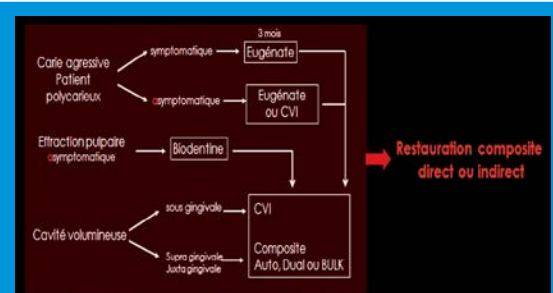 3 mois
symptomatique
Eugénate
Carie agressive
Patient
polycarieux
asymptomatique
Eugénate
ou CVI
Effraction pulpaire
asymptomatique
Biodentine
Restauration composite
direct ou indirect
sous gingivale
CVI
Cavité volumineuse
Supra gingivale
Juxta gingivale
Composite
Auto, Dual ou BULK